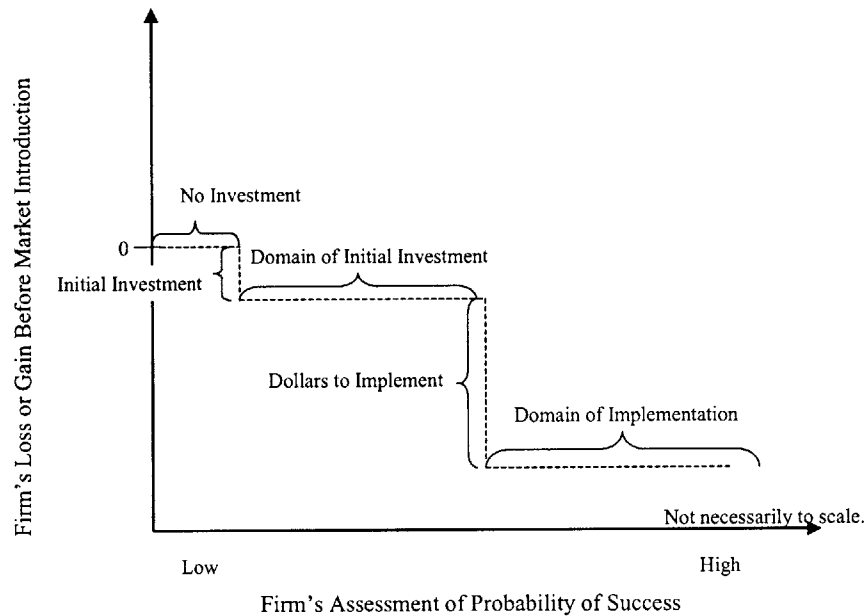 Firm's Loss or Gain Before Market Introduction
No Investment
0
Domain of Initial Investment
Initial Investment
Dollars to Implement
Domain of Implementation
Not necessarily to scale.
Low
High
Firm's Assessment of Probability of Success